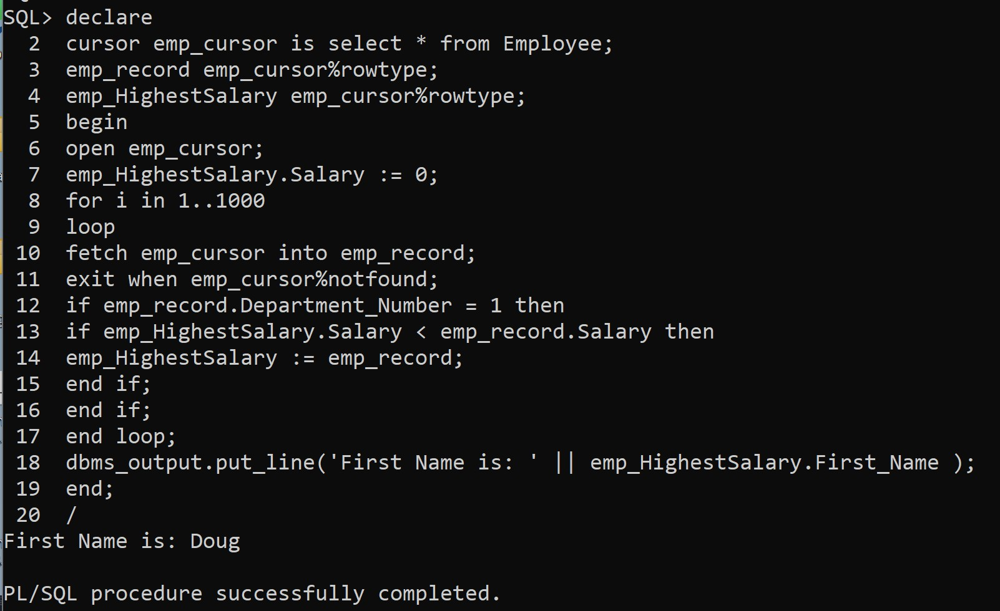 SQL> declare
2 cursor emp_cursor is select * from Employee;
3 emp_record emp_cursor%rowtype;
4 emp_HighestSalary emp_cursor%rowtype;
5 begin
6 open emp_cursor;
7 emp_HighestSalary.Salary := 0;
8 for i in 1..1000
9 loop
10 fetch emp_cursor into emp_record;
11 exit when emp_cursor%notfound;
12 if emp_record.Department_Number = 1 then
13 if emp_HighestSalary.Salary < emp_record.Salary then
14 emp_HighestSalary := emp_record;
15 end if;
16 end if;
17 end loop;
18 dbms_output.put_line('First Name is: ' || emp_HighestSalary.First_Name );
19 end;
20 /
First Name is: Doug
PL/SQL procedure successfully completed.